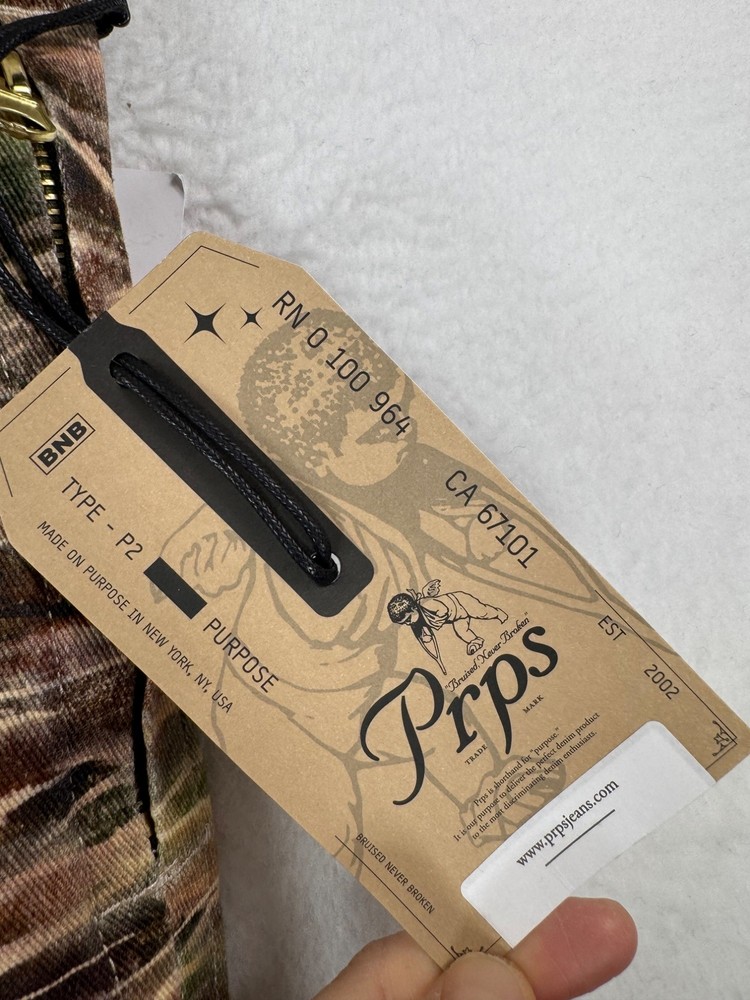 RN 0 100 964
CA 67101
BNB
TYPE - P2
PURPOSE
MADE ON PURPOSE IN NEW YORK, NY, USA
EST
2002
"Bruised, Never Broken"
Prps
TRADE MARK
Prps is shorthand for "purpose."
It is our purpose to deliver the perfect denim product
to the most discriminating denim enthusiasts.
www.prpsjeans.com
BRUISED NEVER BROKEN